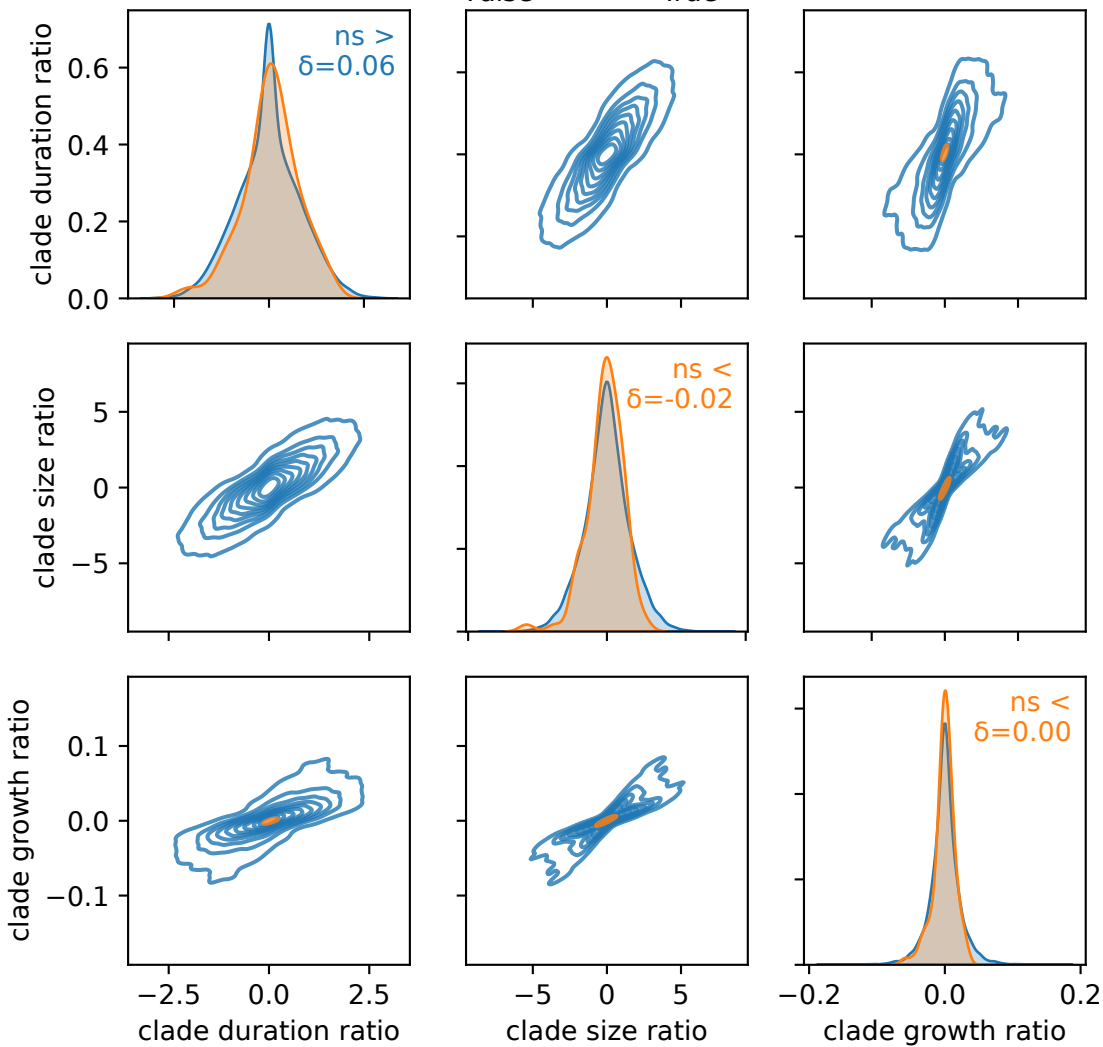 clade duration ratio
0.6
0.4
0.2
0.0
ns >
δ=0.06
clade size ratio
5
0
−5
ns <
δ=-0.02
clade growth ratio
0.1
0.0
−0.1
ns <
δ=0.00
−2.5 0.0 2.5
−5 0 5
−0.2 0.0 0.2
clade duration ratio
clade size ratio
clade growth ratio